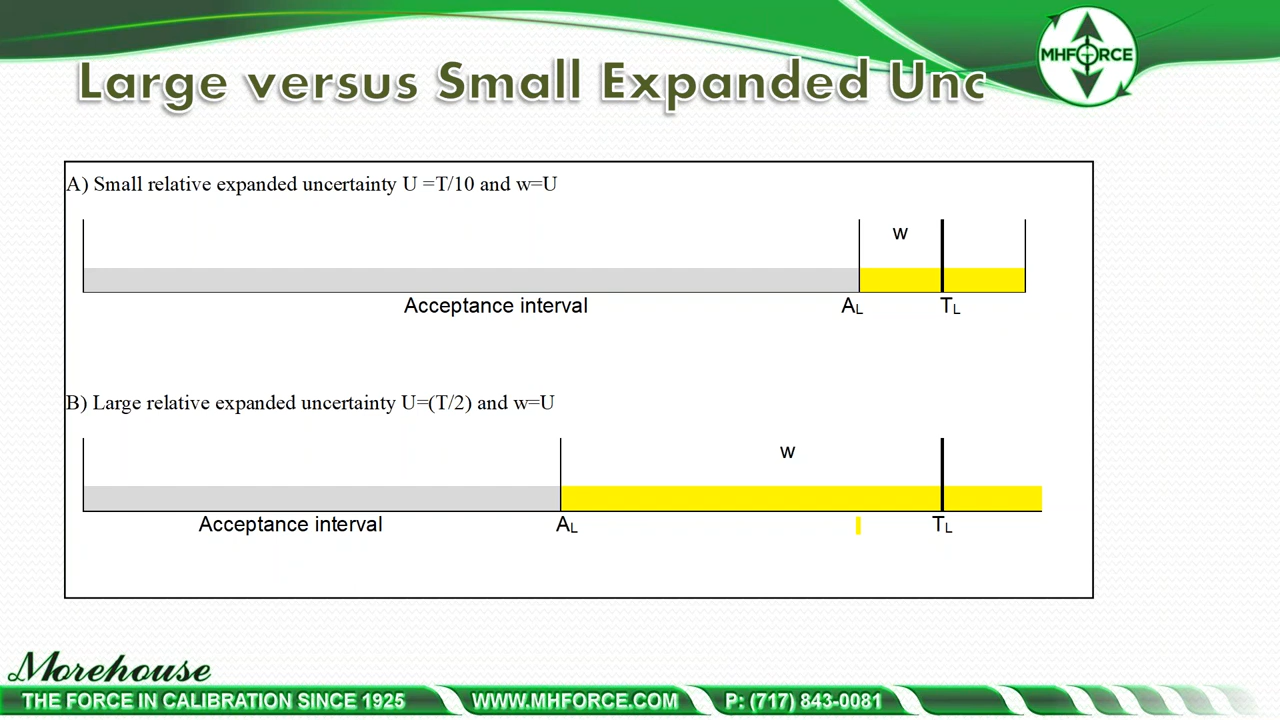 MHFORCE
Large versus Small Expanded Unc
A) Small relative expanded uncertainty U =T/10 and w=U
w
Acceptance interval
AL
TL
B) Large relative expanded uncertainty U=(T/2) and w=U
w
Acceptance interval
AL
TL
Morehouse
THE FORCE IN CALIBRATION SINCE 1925
WWW.MHFORCE.COM
P: (717) 843-0081